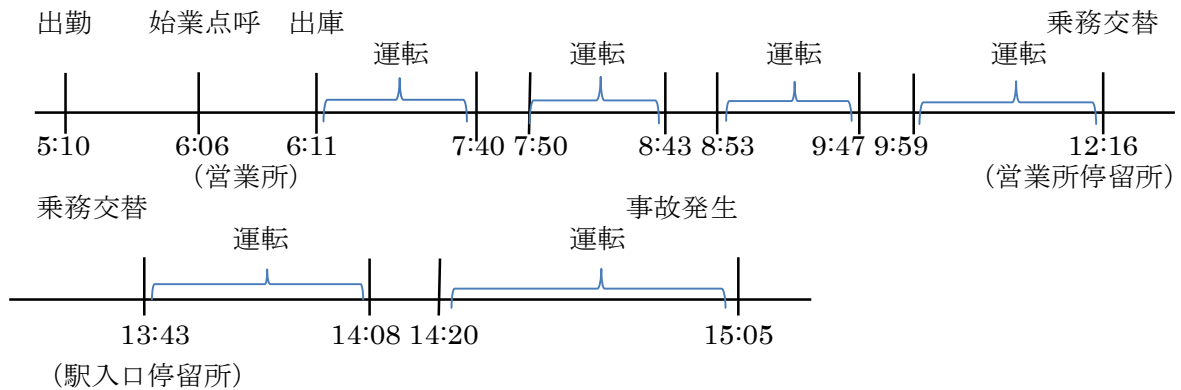 出勤 始業点呼 出庫 乗務交替
運転 運転 運転 運転
5:10 6:06 6:11 7:40 7:50 8:43 8:53 9:47 9:59 12:16
（営業所） （営業所停留所）
乗務交替 事故発生
運転 運転
13:43 14:08 14:20 15:05
（駅入口停留所）